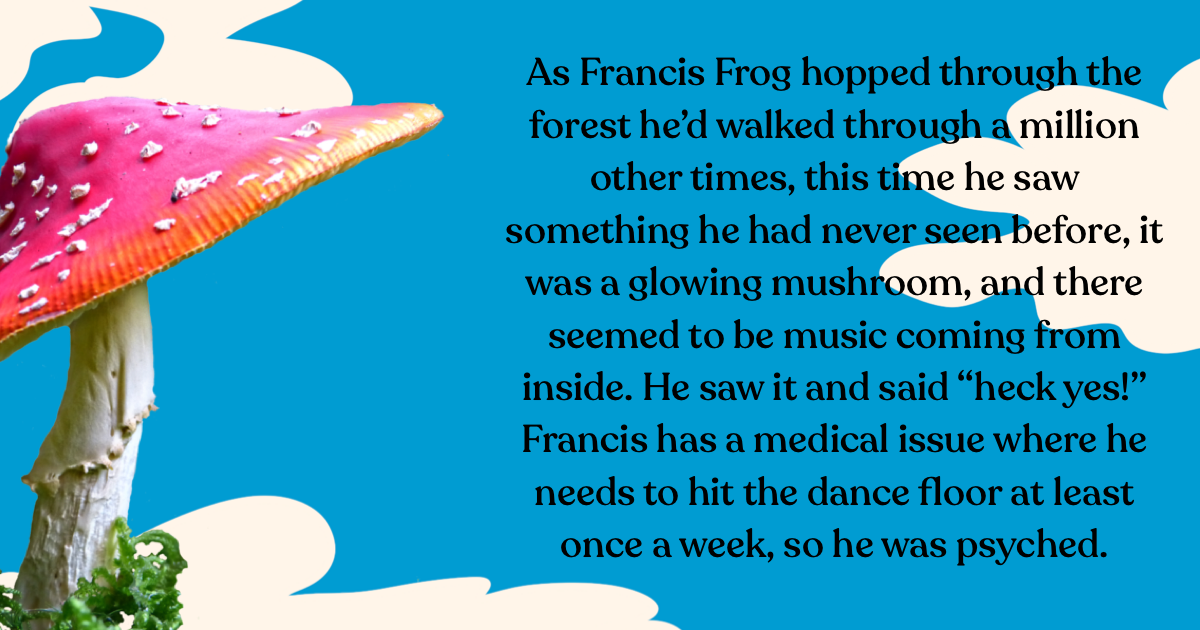 As Francis Frog hopped through the
forest he’d walked through a million
other times, this time he saw
something he had never seen before, it
was a glowing mushroom, and there
seemed to be music coming from
inside. He saw it and said “heck yes!”
Francis has a medical issue where he
needs to hit the dance floor at least
once a week, so he was psyched.